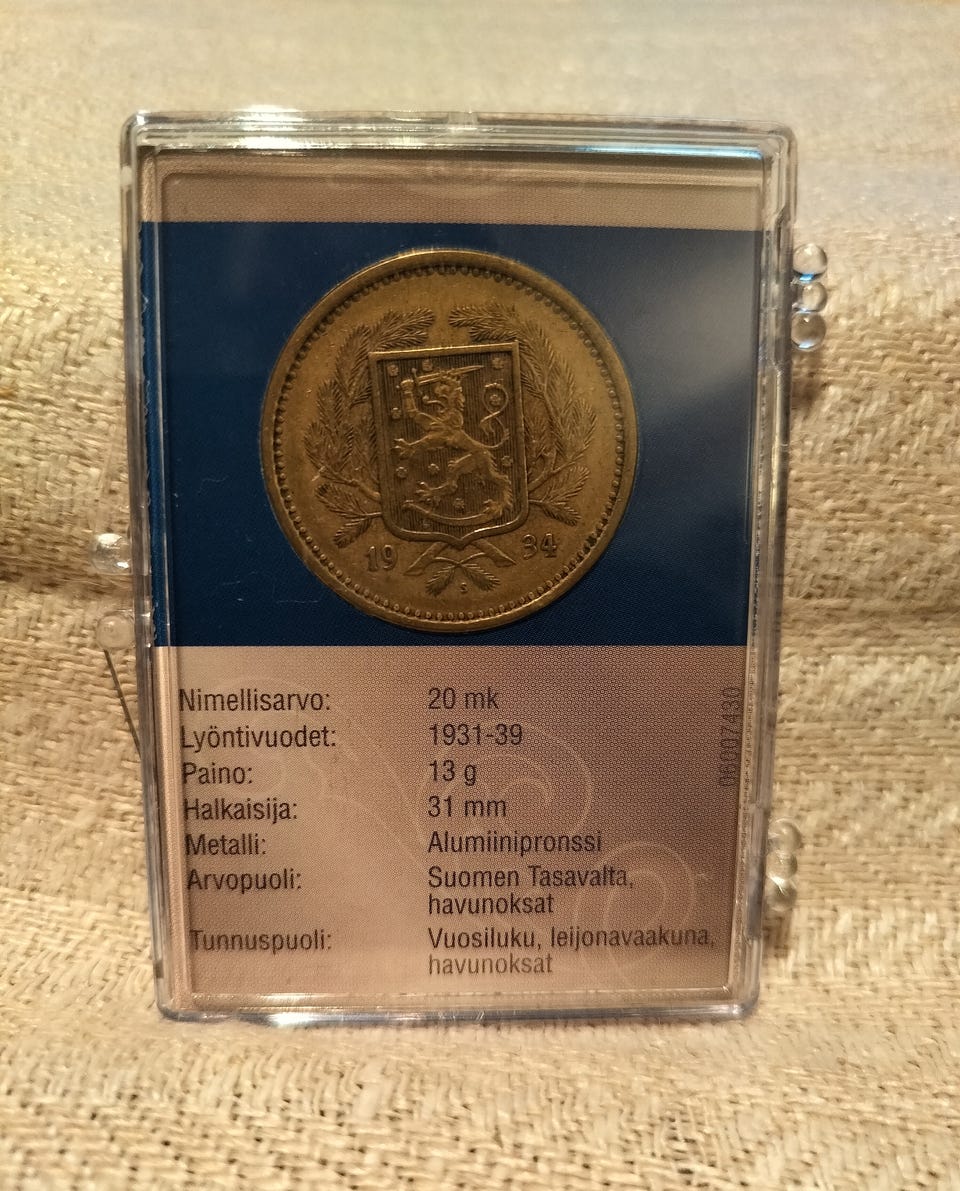 19 34
S
Nimellisarvo: 20 mk
Lyöntivuodet: 1931-39
Paino: 13 g
Halkaisija: 31 mm
Metalli: Alumiinipronssi
Arvopuoli: Suomen Tasavalta,
havunoksat
Tunnuspuoli: Vuosiluku, leijonavaakuna,
havunoksat
06007430